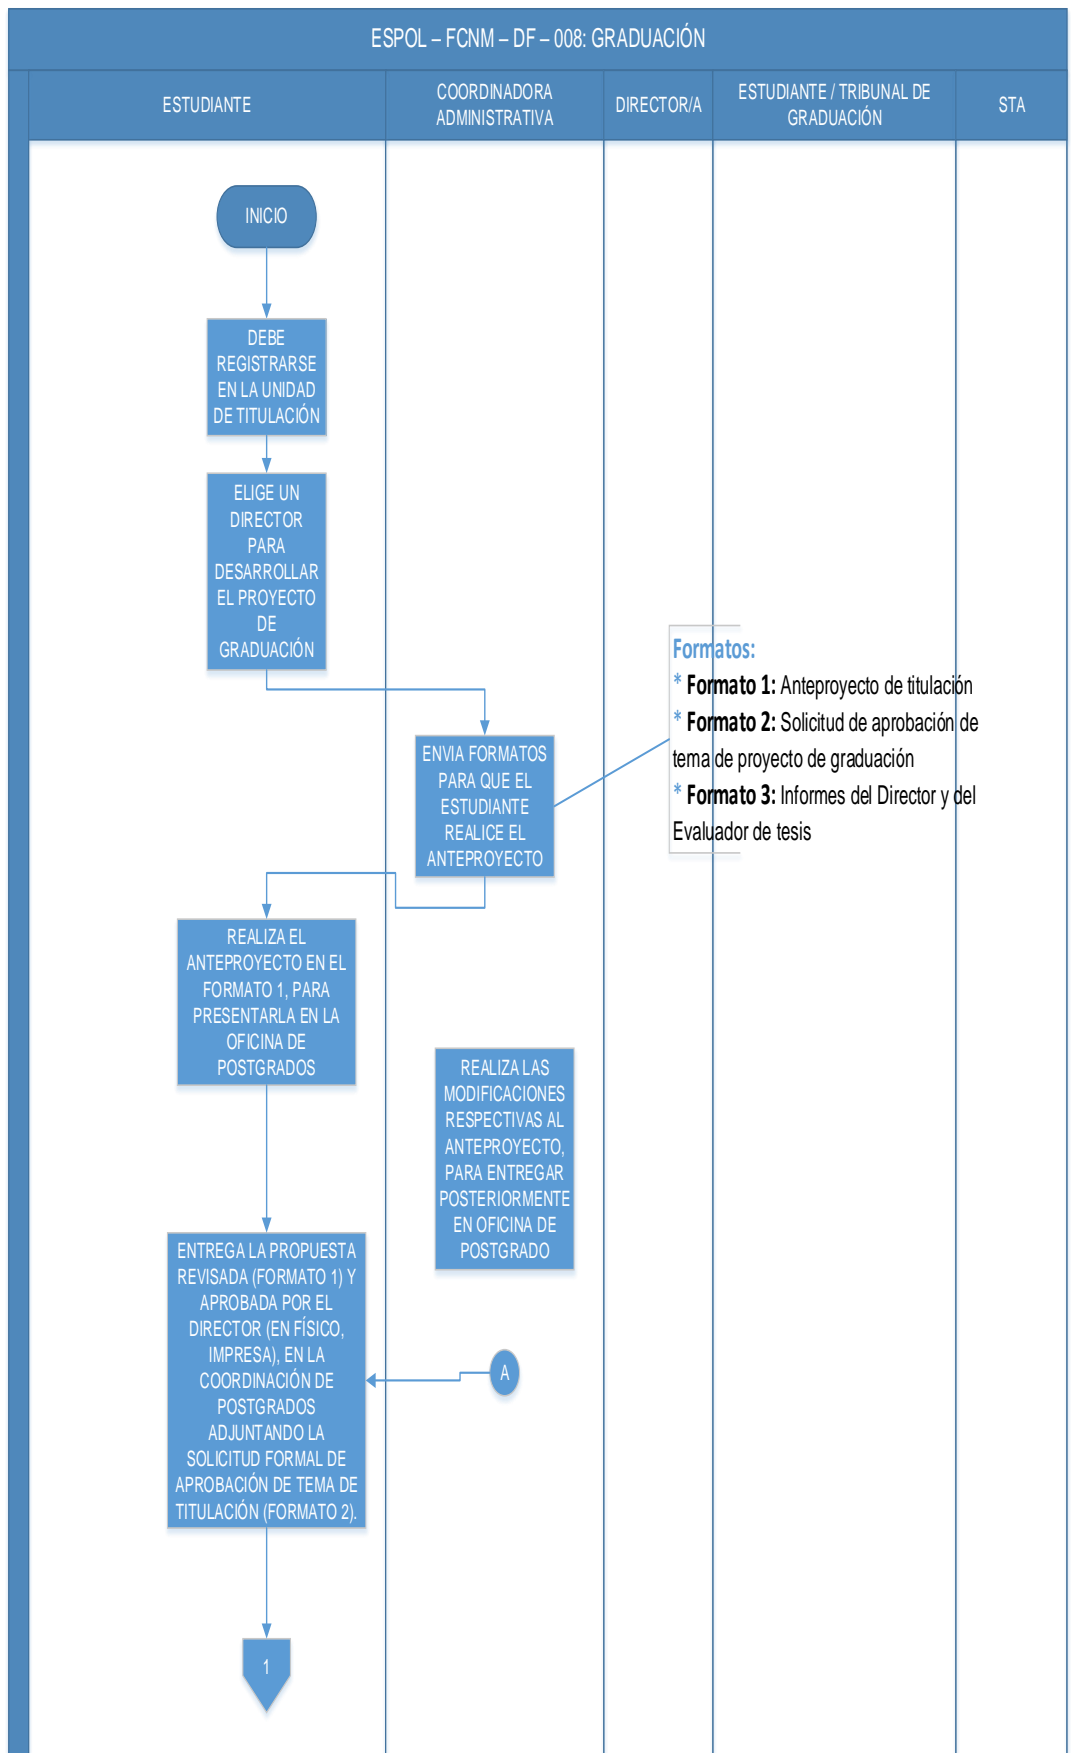 ESPOL – FCNM – DF – 008: GRADUACIÓN
ESTUDIANTE
COORDINADORA
ADMINISTRATIVA
DIRECTOR/A
ESTUDIANTE / TRIBUNAL DE
GRADUACIÓN
STA
INICIO
DEBE
REGISTRARSE
EN LA UNIDAD
DE TITULACIÓN
ELIGE UN
DIRECTOR
PARA
DESARROLLAR
EL PROYECTO
DE
GRADUACIÓN
ENVIA FORMATOS
PARA QUE EL
ESTUDIANTE
REALICE EL
ANTEPROYECTO
Formatos:
* Formato 1: Anteproyecto de titulación
* Formato 2: Solicitud de aprobación de
tema de proyecto de graduación
* Formato 3: Informes del Director y del
Evaluador de tesis
REALIZA EL
ANTEPROYECTO EN EL
FORMATO 1, PARA
PRESENTARLA EN LA
OFICINA DE
POSTGRADOS
REALIZA LAS
MODIFICACIONES
RESPECTIVAS AL
ANTEPROYECTO,
PARA ENTREGAR
POSTERIORMENTE
EN OFICINA DE
POSTGRADO
ENTREGA LA PROPUESTA
REVISADA (FORMATO 1) Y
APROBADA POR EL
DIRECTOR (EN FÍSICO,
IMPRESA), EN LA
COORDINACIÓN DE
POSTGRADOS
ADJUNTANDO LA
SOLICITUD FORMAL DE
APROBACIÓN DE TEMA DE
TITULACIÓN (FORMATO 2).
A
1